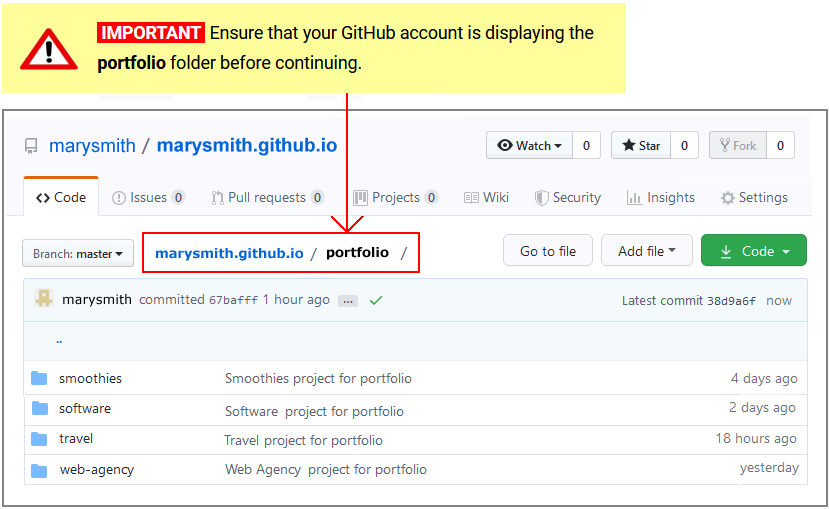 IMPORTANT Ensure that your GitHub account is displaying the
portfolio folder before continuing.
marysmith / marysmith.github.io
Watch 0 Star 0 Fork 0
Code Issues 0 Pull requests 0 Projects 0 Wiki Security Insights Settings
Branch: master marysmith.github.io / portfolio / Go to file Add file Code
marysmith committed 67bafff 1 hour ago ... Latest commit 38d9a6f now
..
smoothies Smoothies project for portfolio 4 days ago
software Software project for portfolio 2 days ago
travel Travel project for portfolio 18 hours ago
web-agency Web Agency project for portfolio yesterday